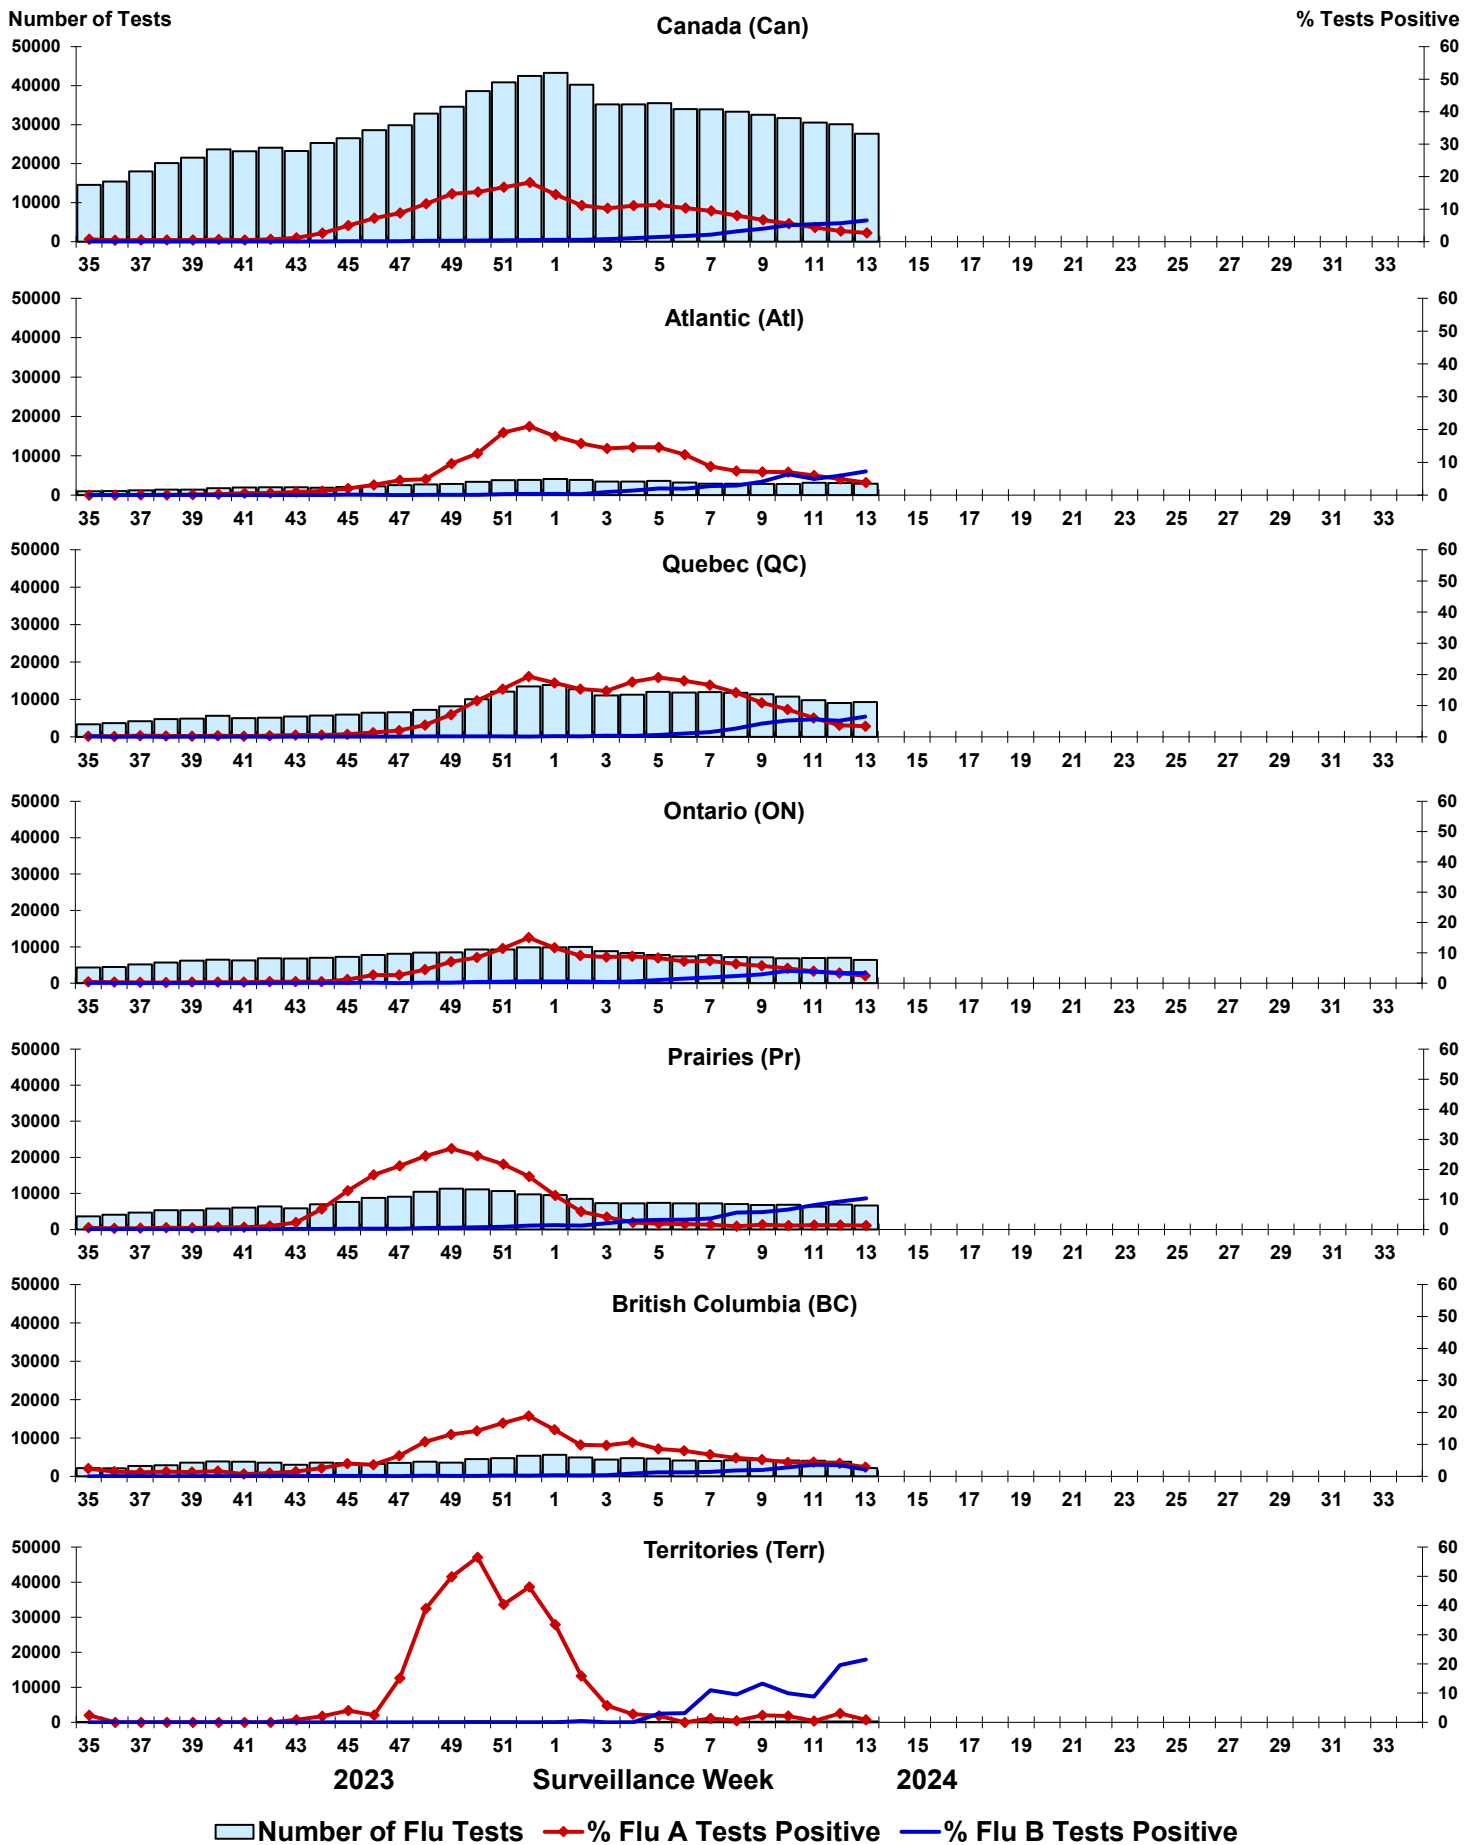 Number of Tests % Tests Positive
Canada (Can)
50000 60
40000 50
30000 40
20000 30
10000 20
0 10
0
35 37 39 41 43 45 47 49 51 1 3 5 7 9 11 13 15 17 19 21 23 25 27 29 31 33
Atlantic (Atl)
50000 60
40000 50
30000 40
20000 30
10000 20
0 10
0
35 37 39 41 43 45 47 49 51 1 3 5 7 9 11 13 15 17 19 21 23 25 27 29 31 33
Quebec (QC)
50000 60
40000 50
30000 40
20000 30
10000 20
0 10
0
35 37 39 41 43 45 47 49 51 1 3 5 7 9 11 13 15 17 19 21 23 25 27 29 31 33
Ontario (ON)
50000 60
40000 50
30000 40
20000 30
10000 20
0 10
0
35 37 39 41 43 45 47 49 51 1 3 5 7 9 11 13 15 17 19 21 23 25 27 29 31 33
Prairies (Pr)
50000 60
40000 50
30000 40
20000 30
10000 20
0 10
0
35 37 39 41 43 45 47 49 51 1 3 5 7 9 11 13 15 17 19 21 23 25 27 29 31 33
British Columbia (BC)
50000 60
40000 50
30000 40
20000 30
10000 20
0 10
0
35 37 39 41 43 45 47 49 51 1 3 5 7 9 11 13 15 17 19 21 23 25 27 29 31 33
Territories (Terr)
50000 60
40000 50
30000 40
20000 30
10000 20
0 10
0
35 37 39 41 43 45 47 49 51 1 3 5 7 9 11 13 15 17 19 21 23 25 27 29 31 33
2023 Surveillance Week 2024
Number of Flu Tests % Flu A Tests Positive % Flu B Tests Positive